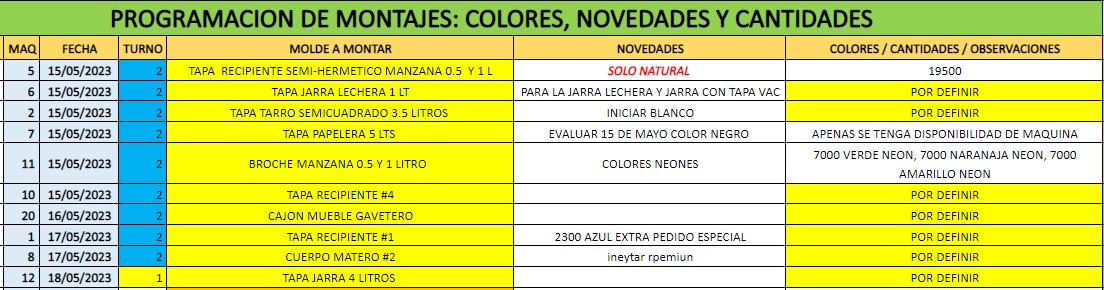 PROGRAMACION DE MONTAJES: COLORES, NOVEDADES Y CANTIDADES
MAQ FECHA TURNO MOLDE A MONTAR NOVEDADES COLORES / CANTIDADES / OBSERVACIONES
5 15/05/2023 2 TAPA RECIPIENTE SEMI-HERMETICO MANZANA 0.5 Y 1 L SOLO NATURAL 19500
6 15/05/2023 2 TAPA JARRA LECHERA 1 LT PARA LA JARRA LECHERA Y JARRA CON TAPA VAC POR DEFINIR
2 15/05/2023 2 TAPA TARRO SEMICUADRADO 3.5 LITROS INICIAR BLANCO POR DEFINIR
7 15/05/2023 2 TAPA PAPELERA 5 LTS EVALUAR 15 DE MAYO COLOR NEGRO APENAS SE TENGA DISPONIBILIDAD DE MAQUINA
11 15/05/2023 2 BROCHE MANZANA 0.5 Y 1 LITRO COLORES NEONES 7000 VERDE NEON, 7000 NARANAJA NEON, 7000
AMARILLO NEON
10 15/05/2023 2 TAPA RECIPIENTE #4 POR DEFINIR
20 16/05/2023 2 CAJON MUEBLE GAVETERO POR DEFINIR
1 17/05/2023 2 TAPA RECIPIENTE #1 2300 AZUL EXTRA PEDIDO ESPECIAL POR DEFINIR
8 17/05/2023 2 CUERPO MATERO #2 ineytar rpemiun POR DEFINIR
12 18/05/2023 1 TAPA JARRA 4 LITROS POR DEFINIR